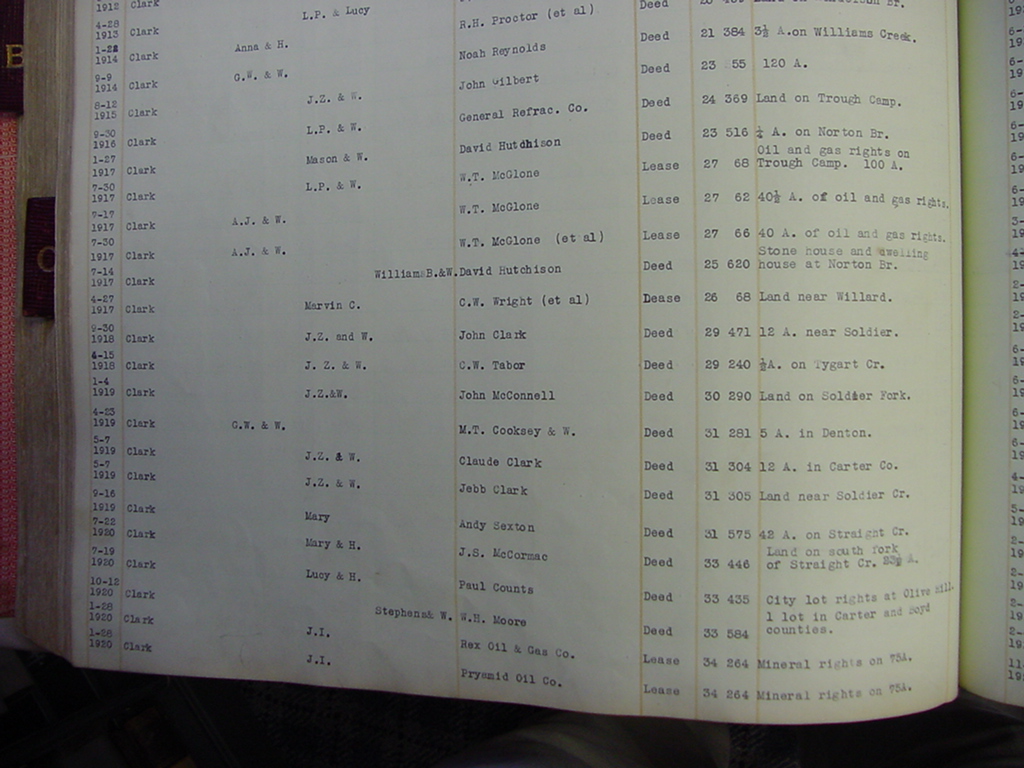 1912 Clark L.P. & Lucy R.H. Proctor (et al) Deed
4-28
1913 Clark Anna & H. Noah Reynolds Deed 21 384 3½ A.on Williams Creek.
1-22
1914 Clark G.W. & W. John Gilbert Deed 23 55 120 A.
9-9
1914 Clark J.Z. & W. General Refrac. Co. Deed 24 369 Land on Trough Camp.
8-12
1915 Clark L.P. & W. David Hutdhison Deed 23 516 ¼ A. on Norton Br.
9-30 Oil and gas rights on
1916 Clark Mason & W. W.T. McGlone Lease 27 68 Trough Camp. 100 A.
1-27
1917 Clark L.P. & W. W.T. McGlone Lease 27 62 40½ A. of oil and gas rights.
7-30
1917 Clark A.J. & W. W.T. McGlone (et al) Lease 27 66 40 A. of oil and gas rights.
7-17 Stone house and dwelling
1917 Clark A.J. & W. David Hutchison Deed 25 620 house at Norton Br.
7-30
1917 Clark WilliamsB.&W. C.W. Wright (et al) Dease 26 68 Land near Willard.
7-14
1917 Clark Marvin C. John Clark Deed 29 471 12 A. near Soldier.
4-27
1917 Clark J.Z. and W. C.W. Tabor Deed 29 240 ½A. on Tygart Cr.
9-30
1918 Clark J. Z. & W. John McConnell Deed 30 290 Land on Soldier Fork.
4-15
1918 Clark J.Z.&W. M.T. Cooksey & W. Deed 31 281 5 A. in Denton.
1-4
1919 Clark G.W. & W. Claude Clark Deed 31 304 12 A. in Carter Co.
4-23
1919 Clark J.Z. & W. Jebb Clark Deed 31 305 Land near Soldier Cr.
5-7
1919 Clark J.Z. & W. Andy Sexton Deed 31 575 42 A. on Straight Cr.
5-7 Land on south fork
1919 Clark Mary J.S. McCormac Deed 33 446 of Straight Cr. 23½ A.
9-16
1919 Clark Mary & H. Paul Counts Deed 33 435 City lot rights at Olive Hill.
7-22 1 lot in Carter and Boyd
1920 Clark Lucy & H. W.H. Moore Deed 33 584 counties.
7-19
1920 Clark Stephens& W. Rex Oil & Gas Co. Lease 34 264 Mineral rights on 75A.
10-12
1920 Clark J.I. Pryamid Oil Co. Lease 34 264 Mineral rights on 75A.
1-28
1920 Clark J.I.
1-28
1920 Clark